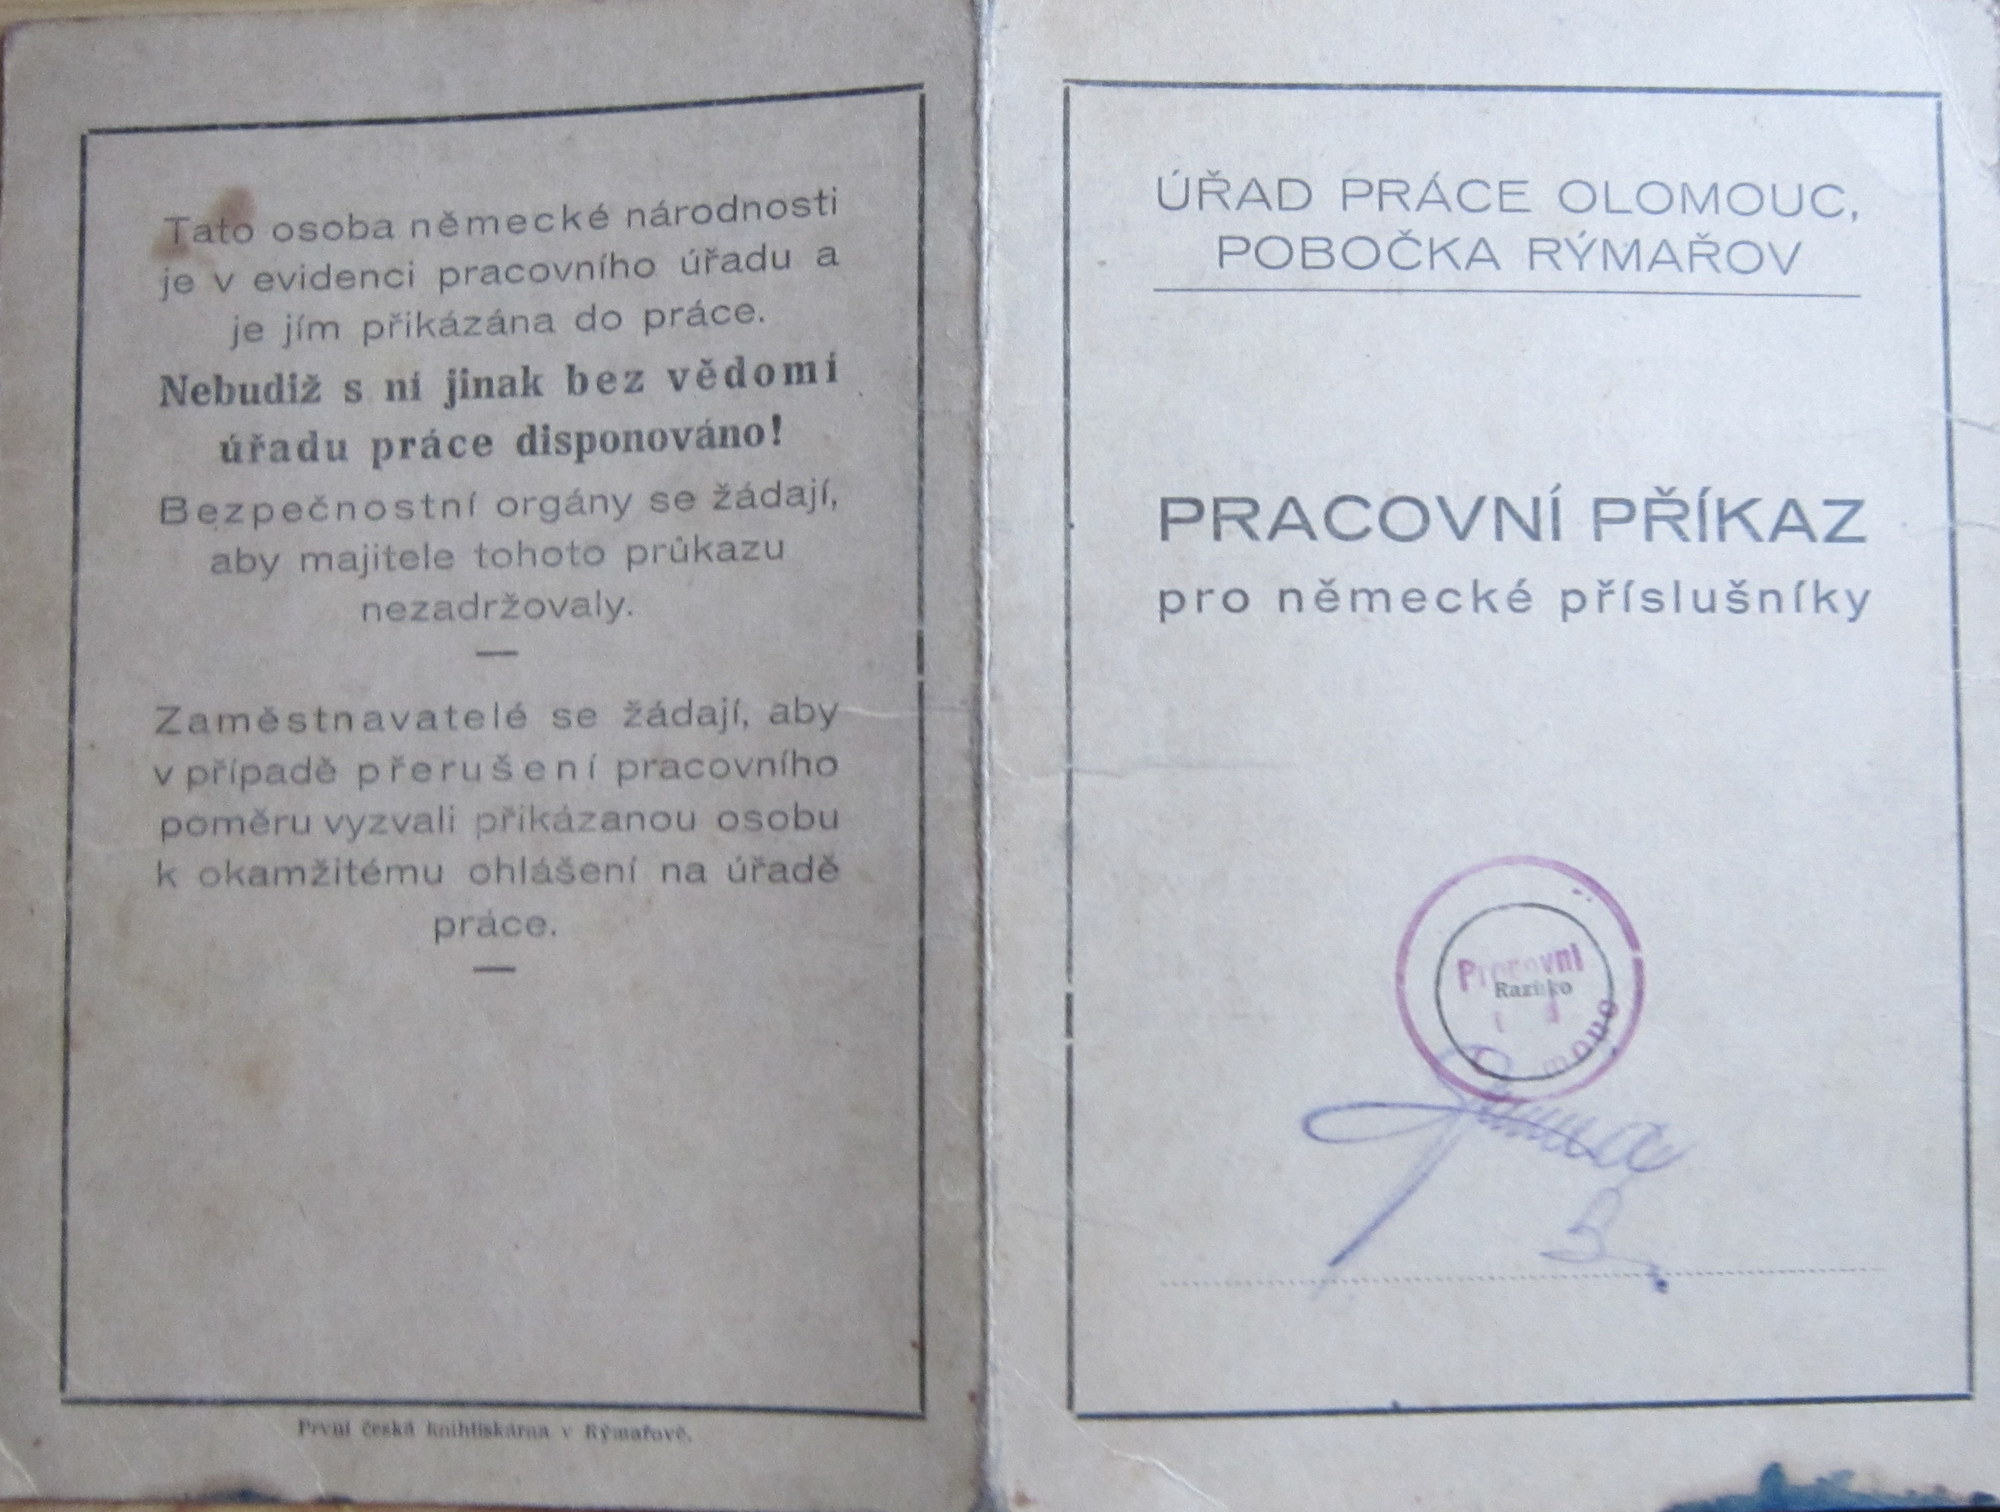 Tato osoba německé národnosti
je v evidenci pracovního úřadu a
je jím přikázána do práce.
Nebudiž s ní jinak bez vědomí
úřadu práce disponováno!
Bezpečnostní orgány se žádají,
aby majitele tohoto průkazu
nezadržovaly.
Zaměstnavatelé se žádají, aby
v případě přerušení pracovního
poměru vyzvali přikázanou osobu
k okamžitému ohlášení na úřadě
práce.
První česká knihtiskárna v Rýmařově.
ÚŘAD PRÁCE OLOMOUC,
POBOČKA RÝMAŘOV
PRACOVNÍ PŘÍKAZ
pro německé příslušníky
Pracovní
Razítko